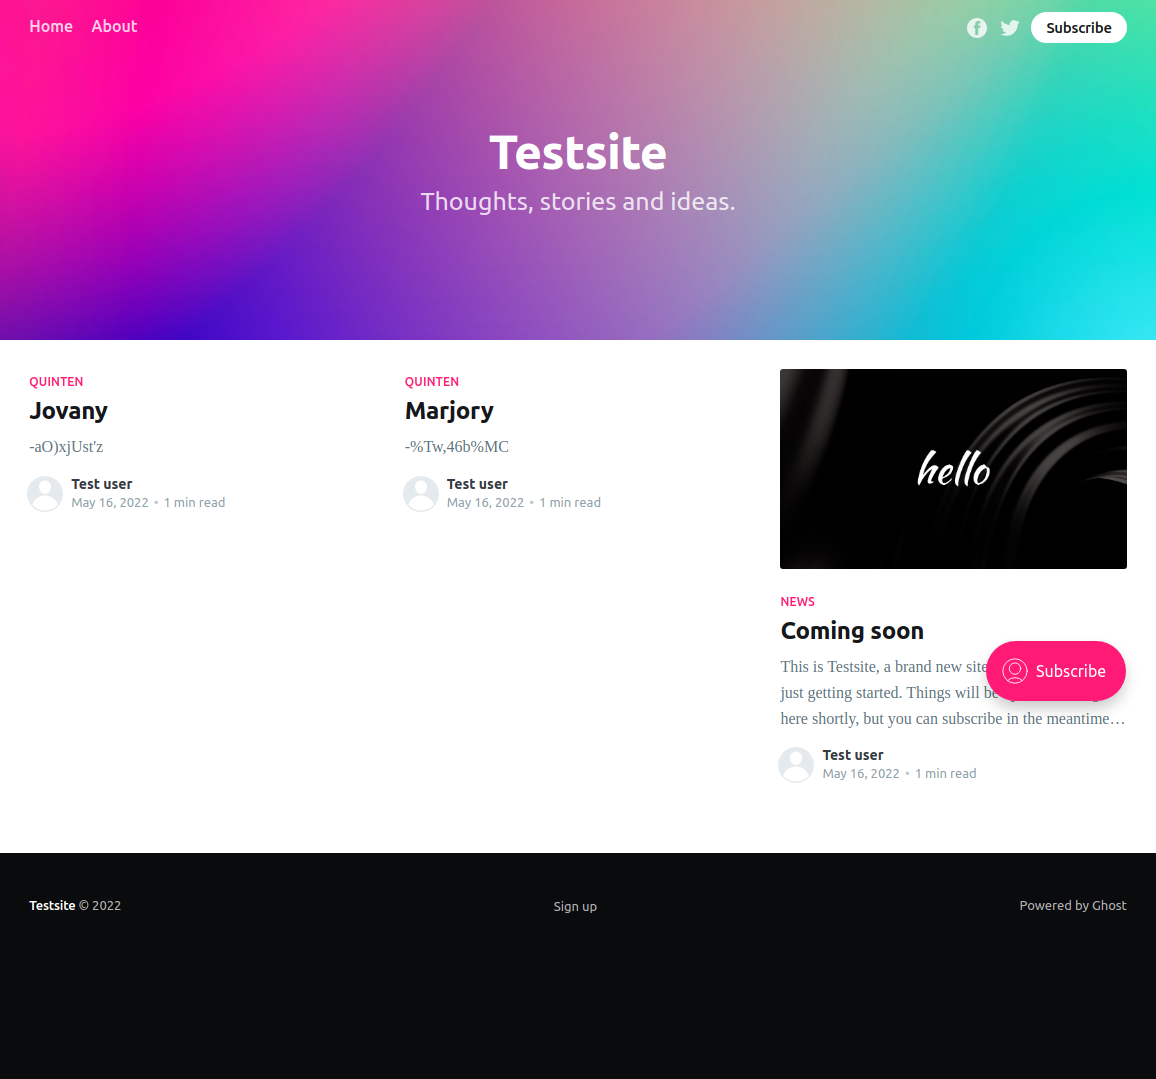 Home About
Subscribe
Testsite
Thoughts, stories and ideas.
QUINTEN
Jovany
-aO)xjUst'z
Test user
May 16, 2022 • 1 min read
QUINTEN
Marjory
-%Tw,46b%MC
Test user
May 16, 2022 • 1 min read
hello
NEWS
Coming soon
This is Testsite, a brand new site
just getting started. Things will be
here shortly, but you can subscribe in the meantime…
Subscribe
Test user
May 16, 2022 • 1 min read
Testsite © 2022
Sign up
Powered by Ghost